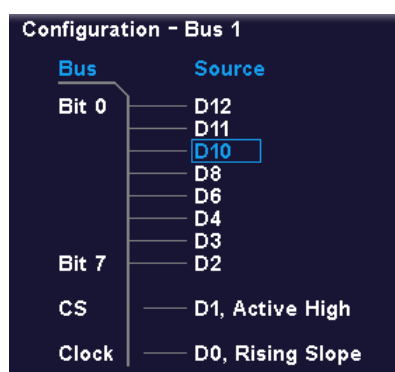 Configuration - Bus 1
Bus Source
Bit 0 D12
D11
D10
D8
D6
D4
D3
Bit 7 D2
CS D1, Active High
Clock D0, Rising Slope